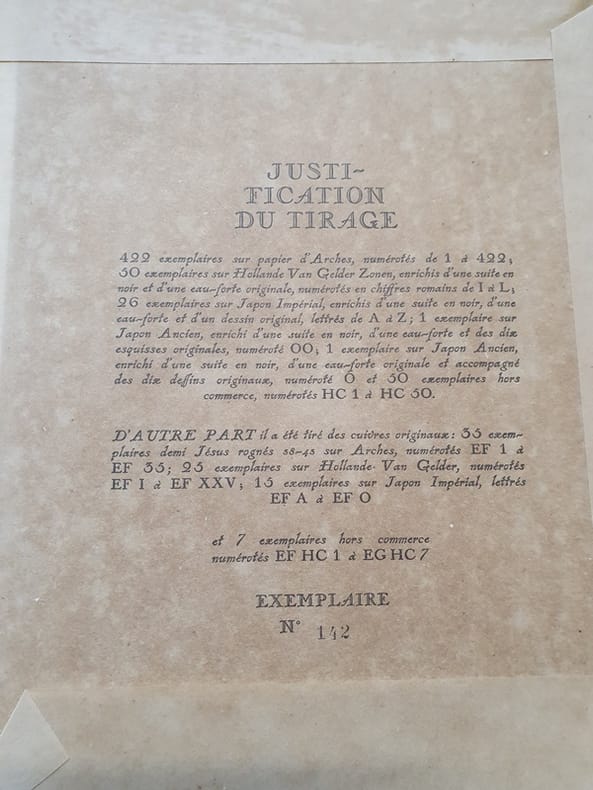 JUSTI~
FICATION
DU TIRAGE
422 exemplaires sur papier d'Arches, numérotés de 1 à 422;
50 exemplaires sur Hollande Van Gelder Zonen, enrichis d'une suite en
noir et d'une eau-forte originale, numérotés en chiffres romains de I à L;
26 exemplaires sur Japon Impérial, enrichis d'une suite en noir, d'une
eau-forte et d'un dessin original, lettrés de A à Z; 1 exemplaire sur
Japon Ancien, enrichi d'une suite en noir, d'une eau-forte et des dix
esquisses originales, numéroté OO; 1 exemplaire sur Japon Ancien,
enrichi d'une suite en noir, d'une eau-forte originale et accompagné
des dix dessins originaux, numéroté O et 50 exemplaires hors
commerce, numérotés HC 1 à HC 50.
D'AUTRE PART il a été tiré des cuivres originaux: 35 exem-
plaires demi Jésus rognés 58-45 sur Arches, numérotés EF 1 à
EF 35; 25 exemplaires sur Hollande Van Gelder, numérotés
EF I à EF XXV; 15 exemplaires sur Japon Impérial, lettrés
EF A à EF O
et 7 exemplaires hors commerce
numérotés EF HC 1 à EG HC 7
EXEMPLAIRE
N° 142